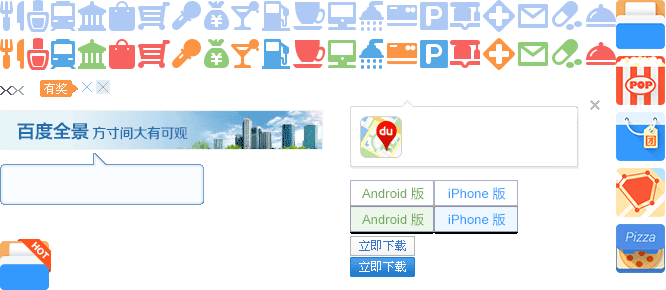 P
P
POP
有奖
百度全景 方寸间大有可观
du
团
Android 版 iPhone 版
Android 版 iPhone 版
Pizza
立即下载
HOT
立即下载